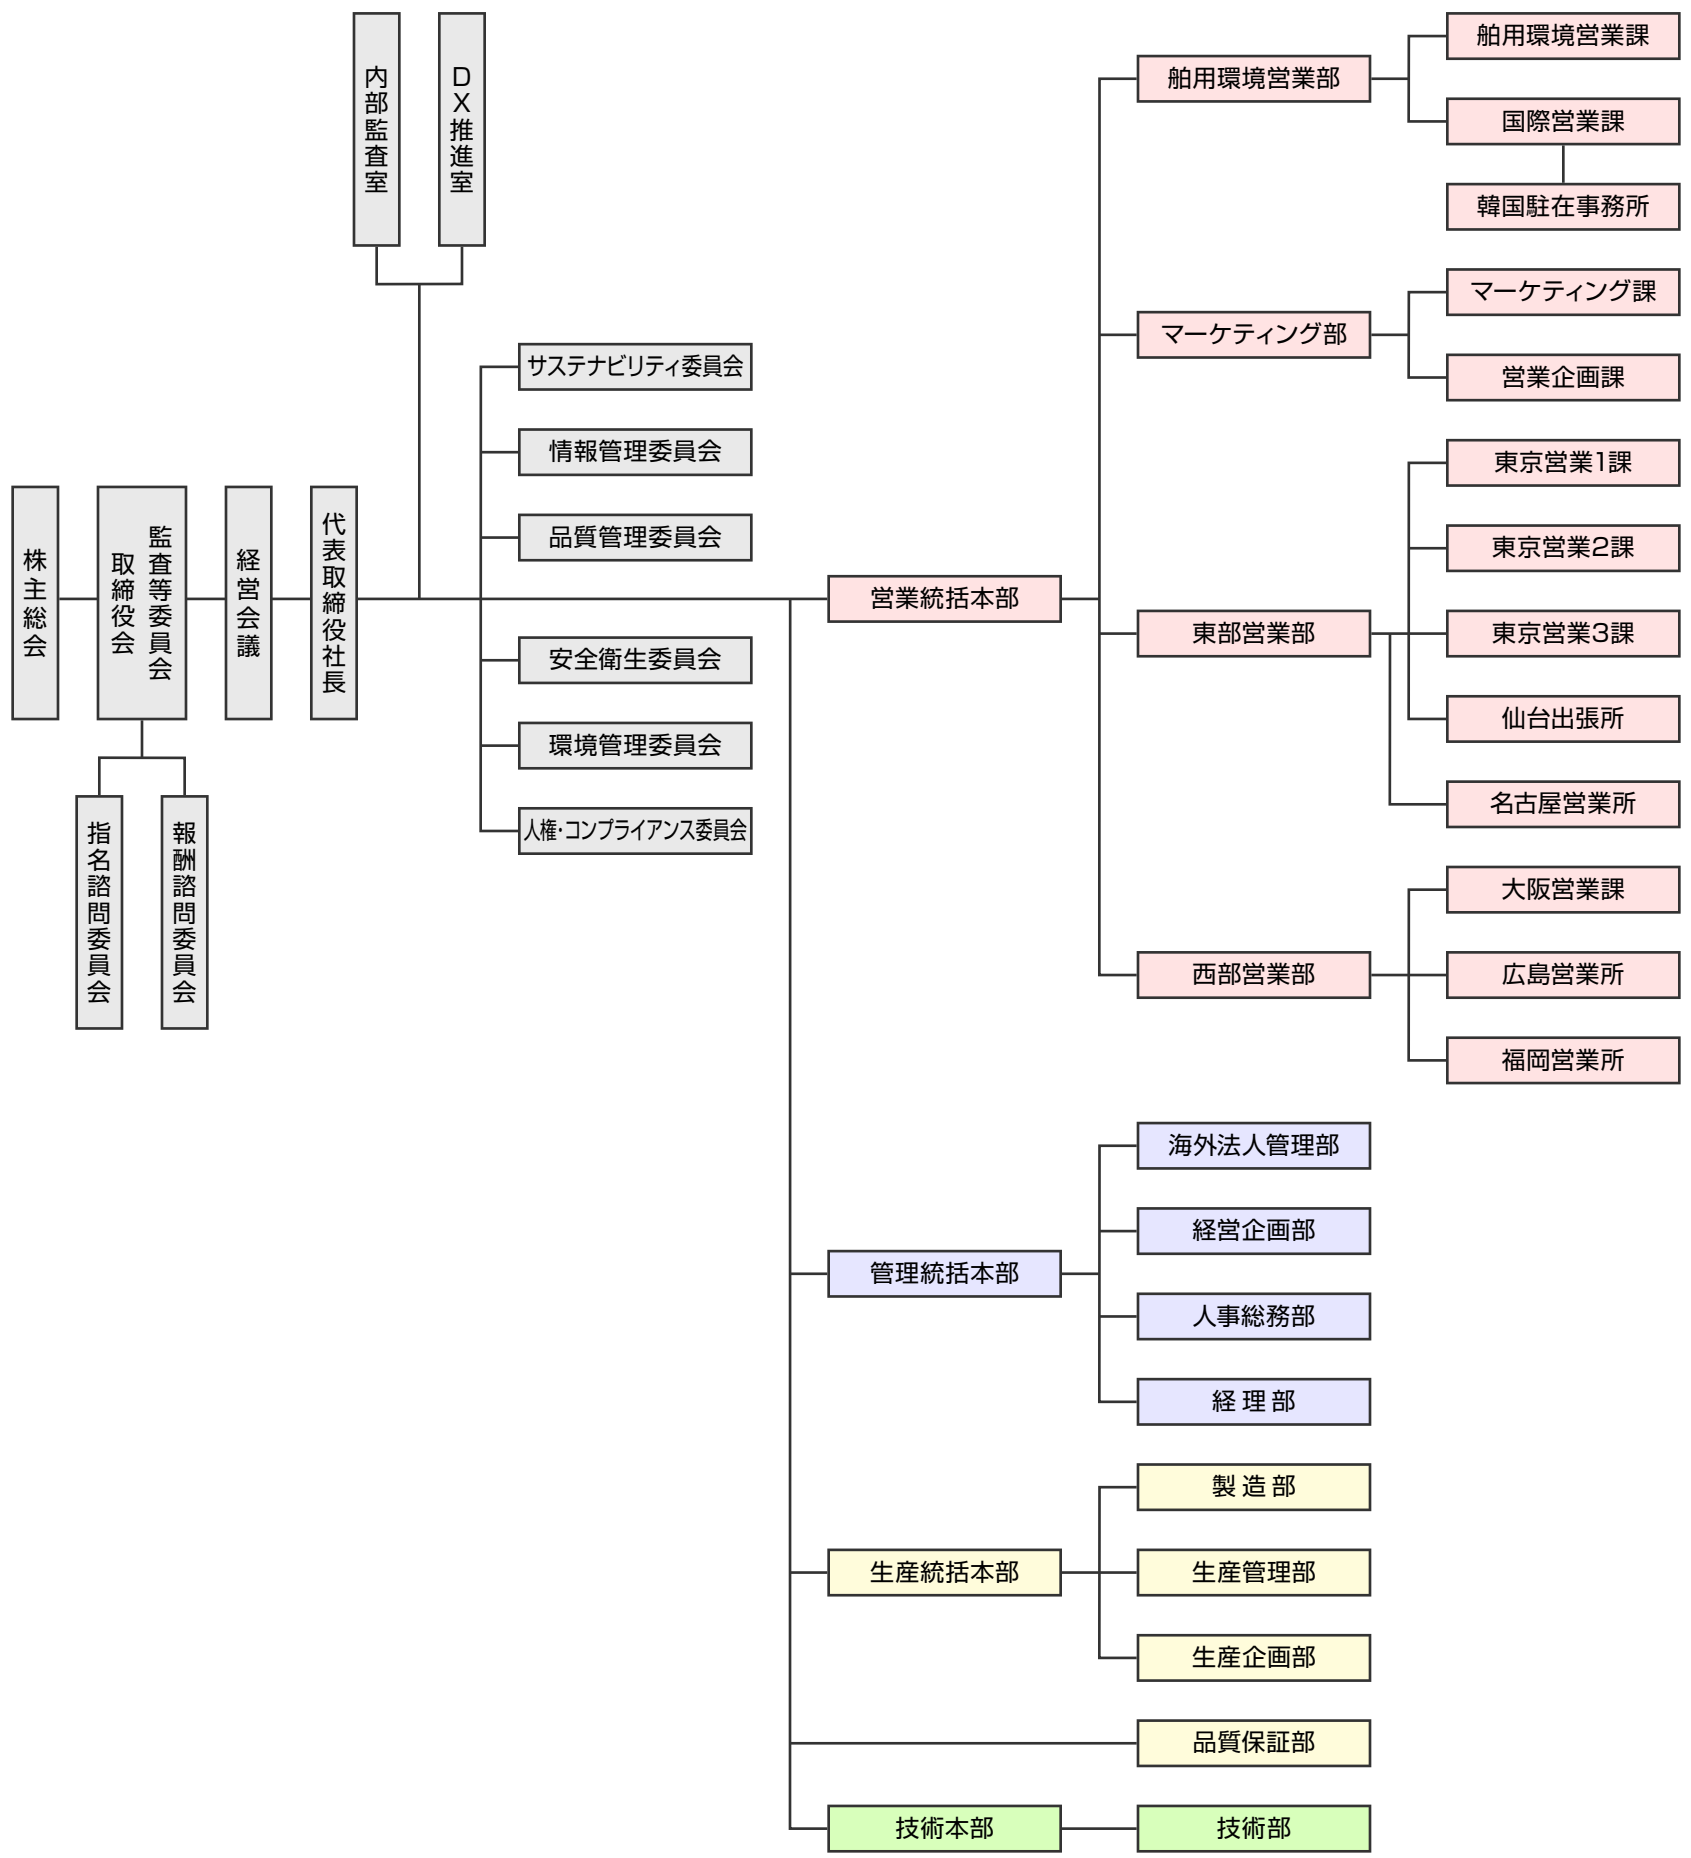 株主総会
監査等委員会
取締役会
指名諮問委員会
報酬諮問委員会
経営会議
代表取締役社長
内部監査室
DX推進室
サステナビリティ委員会
情報管理委員会
品質管理委員会
安全衛生委員会
環境管理委員会
人権・コンプライアンス委員会
営業統括本部
舶用環境営業部
舶用環境営業課
国際営業課
韓国駐在事務所
マーケティング部
マーケティング課
営業企画課
東部営業部
東京営業1課
東京営業2課
東京営業3課
仙台出張所
名古屋営業所
西部営業部
大阪営業課
広島営業所
福岡営業所
管理統括本部
海外法人管理部
経営企画部
人事総務部
経理部
生産統括本部
製造部
生産管理部
生産企画部
品質保証部
技術本部
技術部